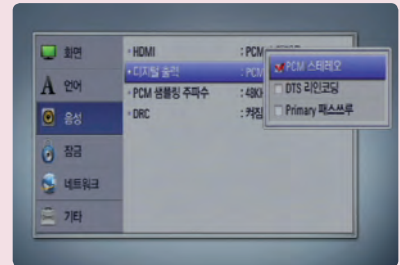 화면
언어
음성
잠금
네트워크
기타
HDMI : PCM
디지털 출력 : PCM
PCM 샘플링 주파수 : 48KH
DRC : 켜짐
PCM 스테레오
DTS 리인코딩
Primary 패스쓰루